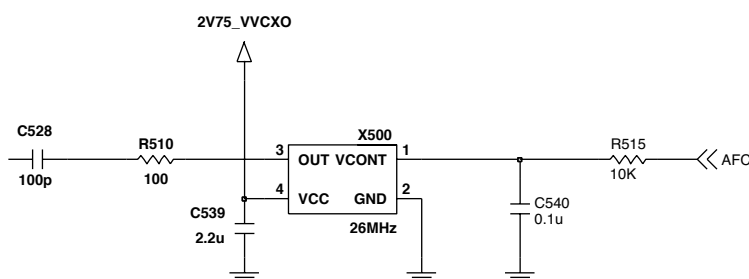 2V75_VVCXO
C528
100p
R510
100
X500
3
OUT
VCONT
1
4
VCC
GND
2
26MHz
C539
2.2u
R515
10K
AFC
C540
0.1u